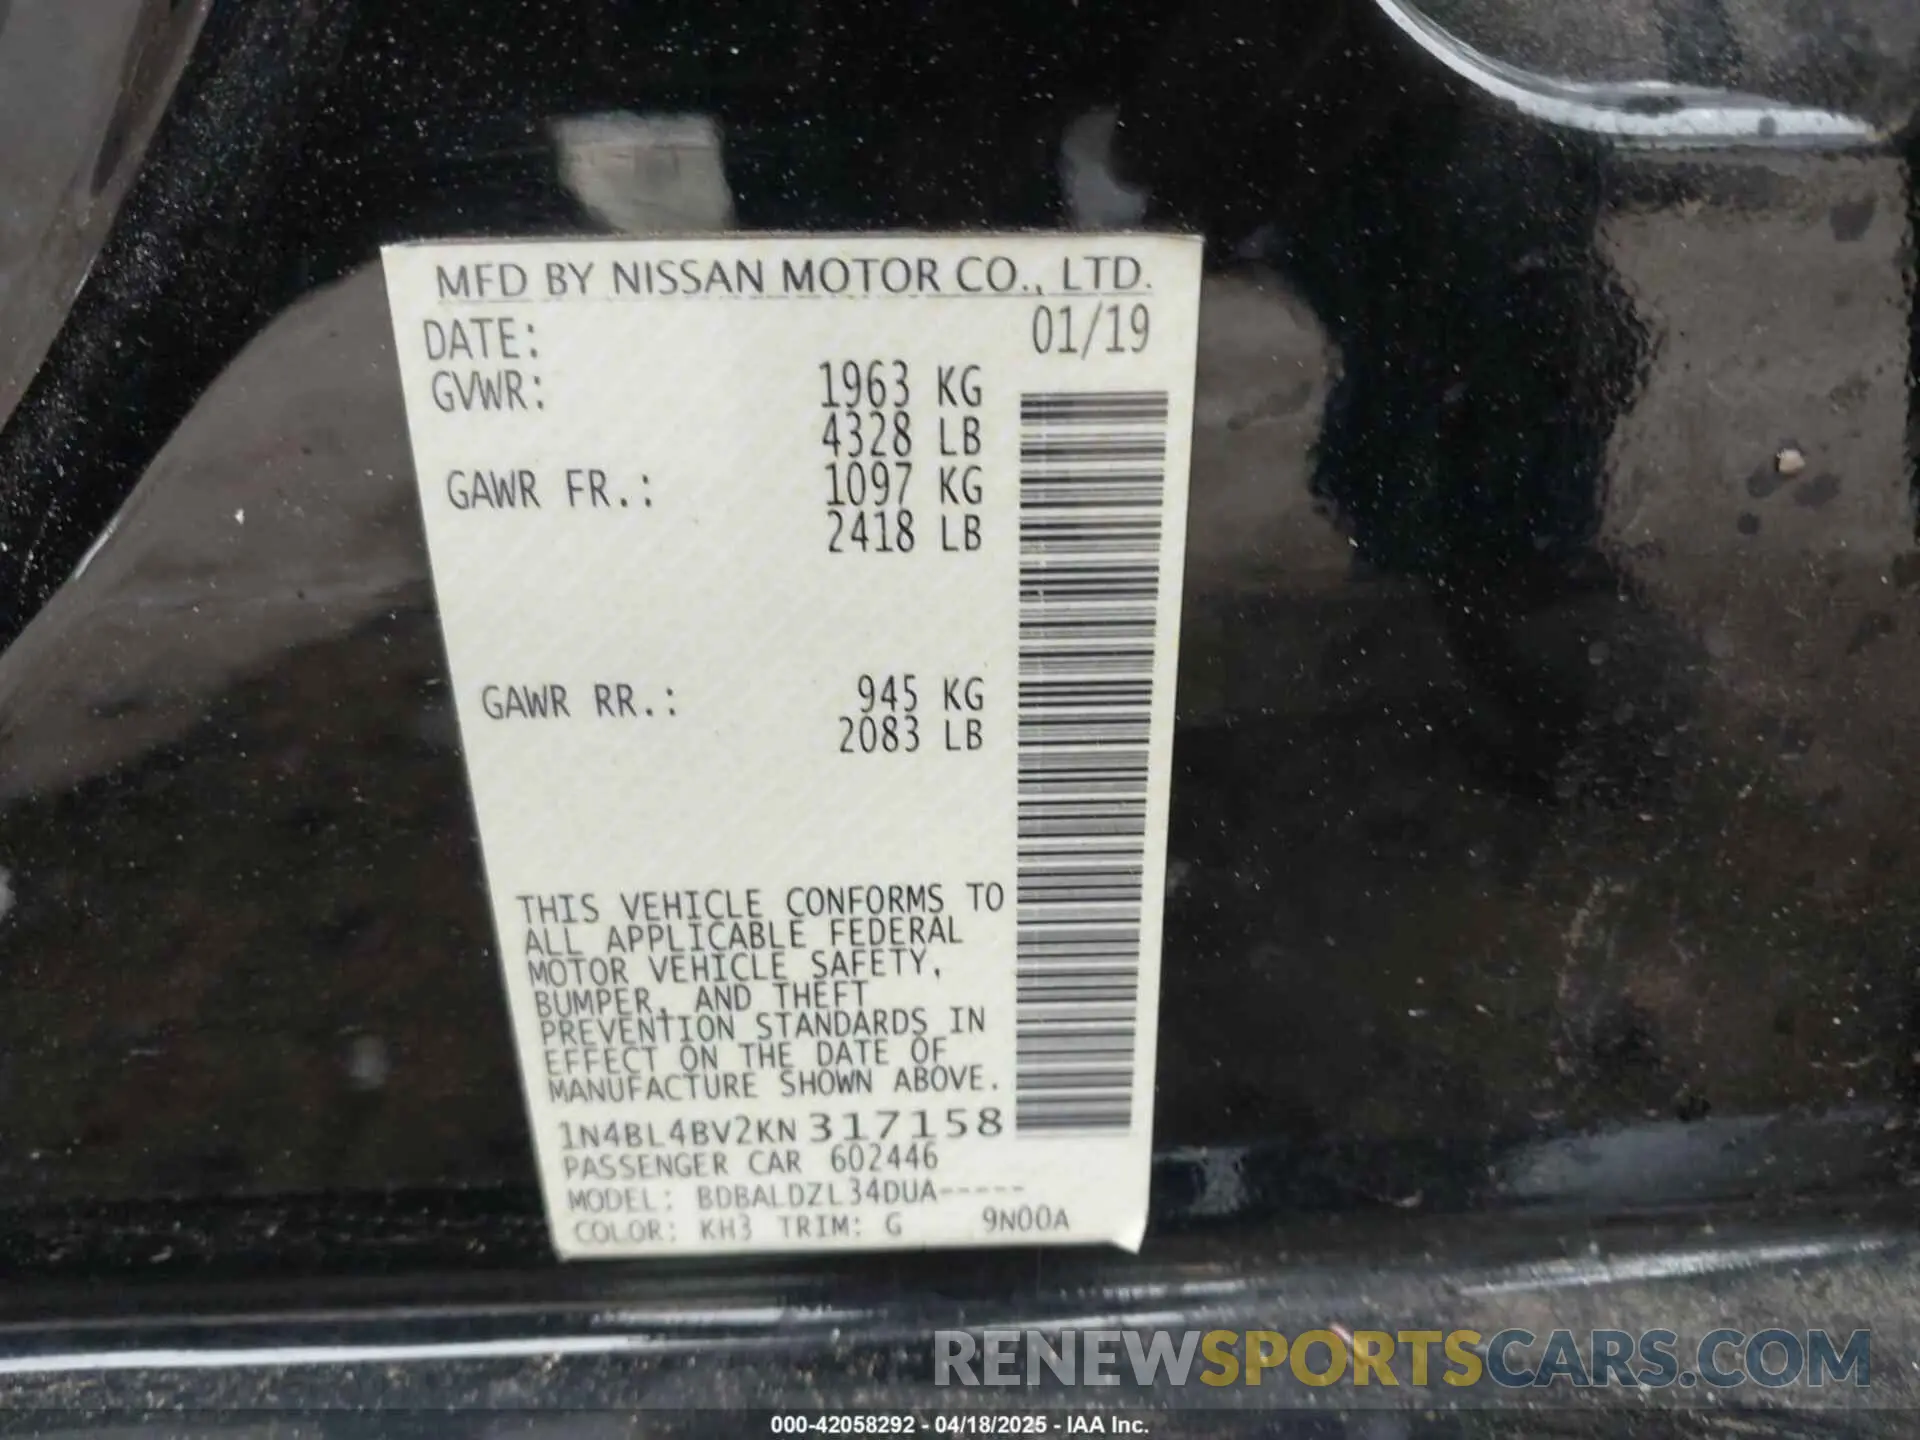 MFD BY NISSAN MOTOR CO., LTD.
DATE: 01/19
GVWR: 1963 KG
4328 LB
GAWR FR.: 1097 KG
2418 LB
GAWR RR.: 945 KG
2083 LB
THIS VEHICLE CONFORMS TO
ALL APPLICABLE FEDERAL
MOTOR VEHICLE SAFETY,
BUMPER, AND THEFT
PREVENTION STANDARDS IN
EFFECT ON THE DATE OF
MANUFACTURE SHOWN ABOVE.
1N4BL4BV2KN317158
PASSENGER CAR 602446
MODEL: BDBALDZL34DUA-----
COLOR: KH3 TRIM: G 9N00A
RENEWSPORTSCARS.COM
000-42058292 - 04/18/2025 - IAA Inc.